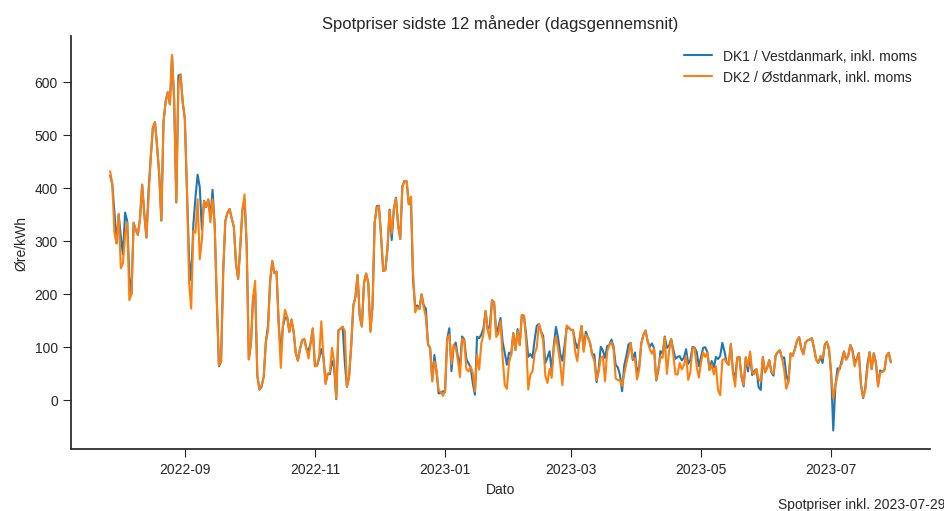 Spotpriser sidste 12 måneder (dagsgennemsnit)
DK1 / Vestdanmark, inkl. moms
DK2 / Østdanmark, inkl. moms
Øre/kWh
600
500
400
300
200
100
0
2022-09 2022-11 2023-01 2023-03 2023-05 2023-07
Dato
Spotpriser inkl. 2023-07-29